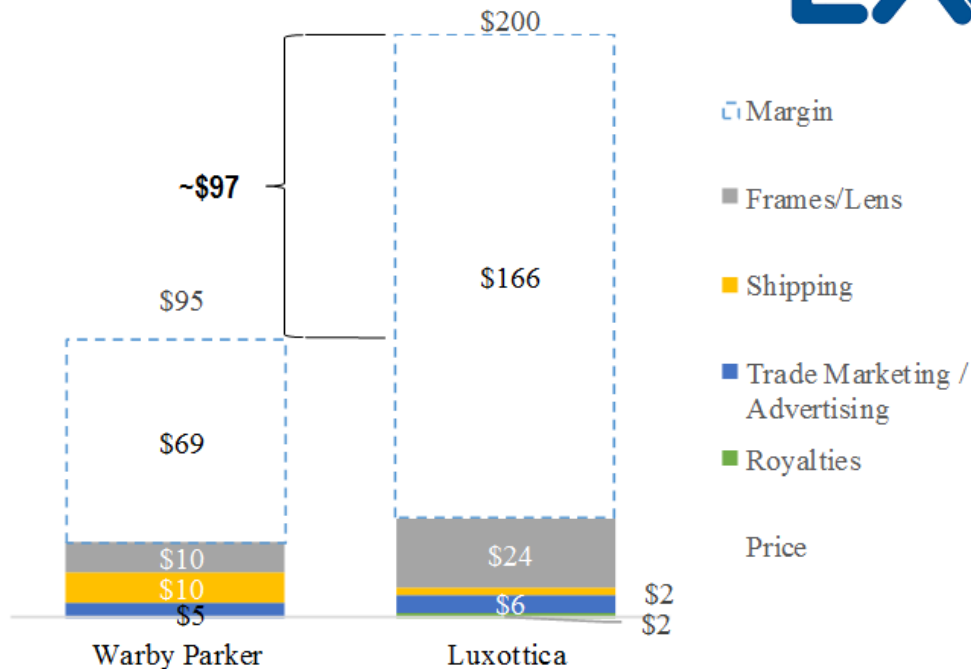 $200
Margin
~$97
Frames/Lens
$166
Shipping
$95
Trade Marketing /
Advertising
$69
Royalties
Price
$10
$24
$10
$2
$5
$6
$2
Warby Parker
Luxottica